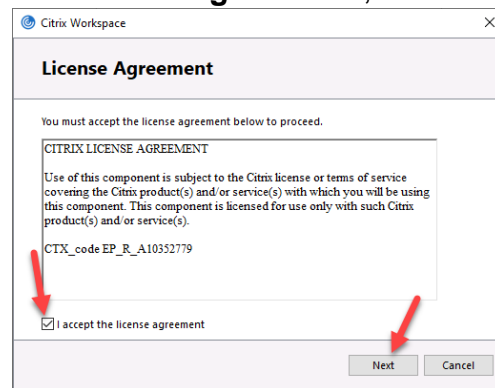 Citrix Workspace
License Agreement
You must accept the license agreement below to proceed.
CITRIX LICENSE AGREEMENT
Use of this component is subject to the Citrix license or terms of service
covering the Citrix product(s) and/or service(s) with which you will be using
this component. This component is licensed for use only with such Citrix
product(s) and/or service(s).
CTX_code EP_R_A10352779
I accept the license agreement
Next Cancel